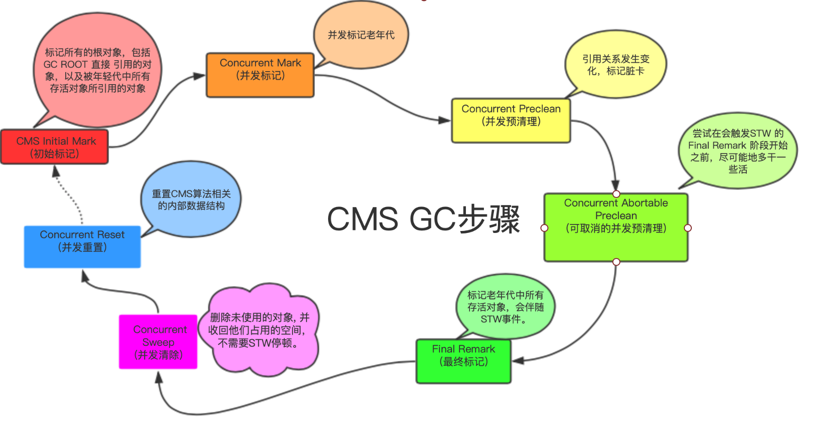 标记所有的根对象，包括
GC ROOT 直接 引用的对
象，以及被年轻代中所有
存活对象所引用的对象
CMS Initial Mark
（初始标记）
Concurrent Mark
（并发标记）
并发标记老年代
Concurrent Preclean
（并发预清理）
引用关系发生变
化，标记脏卡
Concurrent Abortable
Preclean
（可取消的并发预清理）
尝试在会触发STW 的
Final Remark 阶段开始
之前，尽可能地多干一
些活
CMS GC步骤
Final Remark
（最终标记）
标记老年代中所有
存活对象，会伴随
STW事件。
Concurrent
Sweep
（并发清除）
删除未使用的对象, 并
收回他们占用的空间，
不需要STW停顿。
Concurrent Reset
（并发重置）
重置CMS算法相关
的内部数据结构